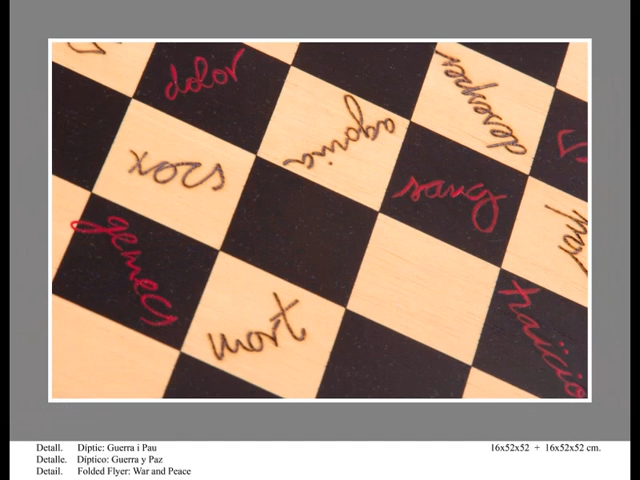 dolor
agonia
desesper
sang
gemecs
mort
traïció
Detall. Díptic: Guerra i Pau
16x52x52 + 16x52x52 cm.
Detalle. Díptico: Guerra y Paz
Detail. Folded Flyer: War and Peace